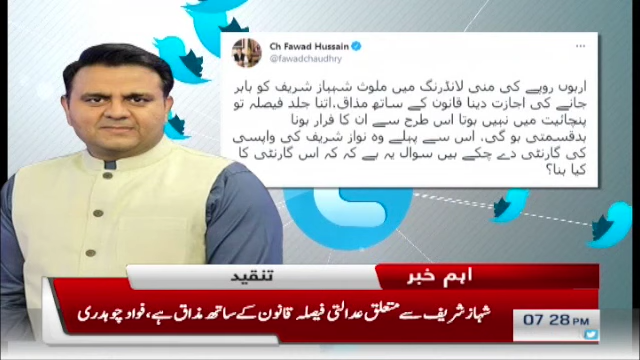 Ch Fawad Hussain
@fawadchaudhry
اربوں روپے کی منی لانڈرنگ میں ملوث شہباز شریف کو باہر
جانے کی اجازت دینا قانون کے ساتھ مذاق،اتنا جلد فیصلہ تو
پنچائیت میں نہیں ہوتا اس طرح سے ان کا فرار ہونا
بدقسمتی ہو گی۔ اس سے پہلے وہ نواز شریف کی واپسی
کی گارنٹی دے چکے ہیں سوال یہ ہے کہ کہ اس گارنٹی کا
کیا بنا؟
اہم خبر
تنقید
شہباز شریف سے متعلق عدالتی فیصلہ قانون کے ساتھ مذاق ہے، فواد چوہدری
07 28 PM